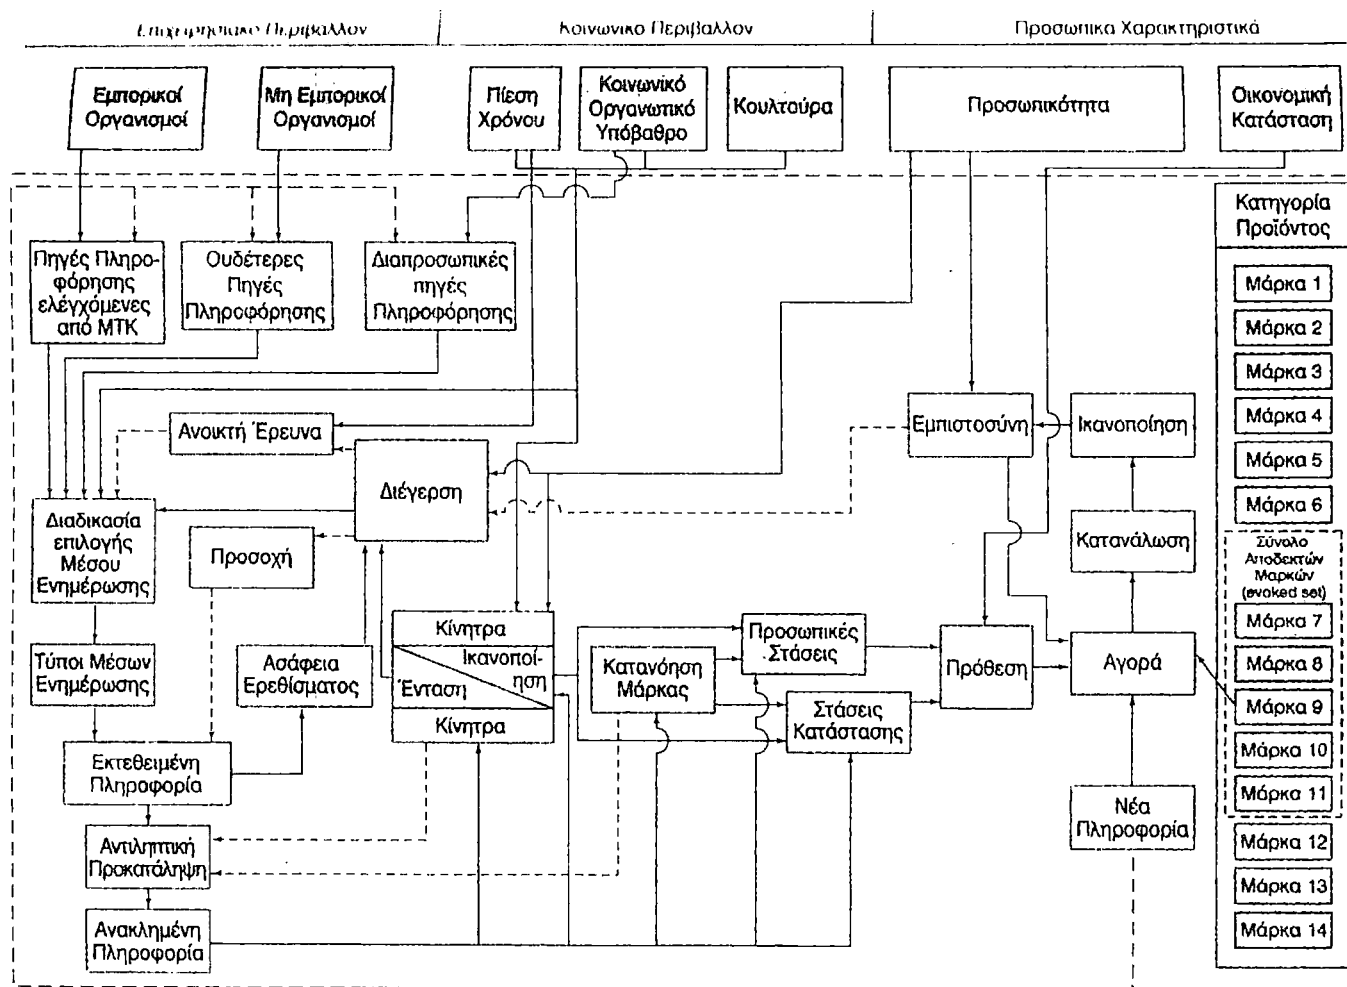 Επιχειρησιακό Περιβάλλον
Κοινωνικό Περιβαλλον
Προσωπικα Χαρακτηριστικά
Εμπορικοί
Οργανισμοί
Μη Εμπορικοί
Οργανισμοί
Πίεση
Χρόνου
Κοινωνικό
Οργανωτικό
Υπόβαθρο
Κουλτούρα
Προσωπικότητα
Οικονομική
Κατάσταση
Πηγές Πληρο-
φόρησης
ελέγχόμενες
από ΜΤΚ
Ουδέτερες
Πηγές
Πληροφόρησης
Διαπροσωπικές
πηγές
Πληροφόρησης
Κατηγορία
Προϊόντος
Μάρκα 1
Μάρκα 2
Μάρκα 3
Μάρκα 4
Μάρκα 5
Μάρκα 6
Σύνολο
Αποδεκτών
Μαρκών
(evoked set)
Μάρκα 7
Μάρκα 8
Μάρκα 9
Μάρκα 10
Μάρκα 11
Μάρκα 12
Μάρκα 13
Μάρκα 14
Ανοικτή Έρευνα
Διέγερση
Εμπιστοσύνη
Ικανοποίηση
Διαδικασία
επιλογής
Μέσου
Ενημέρωσης
Προσοχή
Κατανάλωση
Τύποι Μέσων
Ενημέρωσης
Ασάφεια
Ερεθίσματος
Κίνητρα
Ικανοποί-
ηση
Ένταση
Κίνητρα
Κατανόηση
Μάρκας
Προσωπικές
Στάσεις
Στάσεις
Κατάστασης
Πρόθεση
Αγορά
Εκτεθειμένη
Πληροφορία
Νέα
Πληροφορία
Αντιληπτική
Προκατάληψη
Ανακλημένη
Πληροφορία